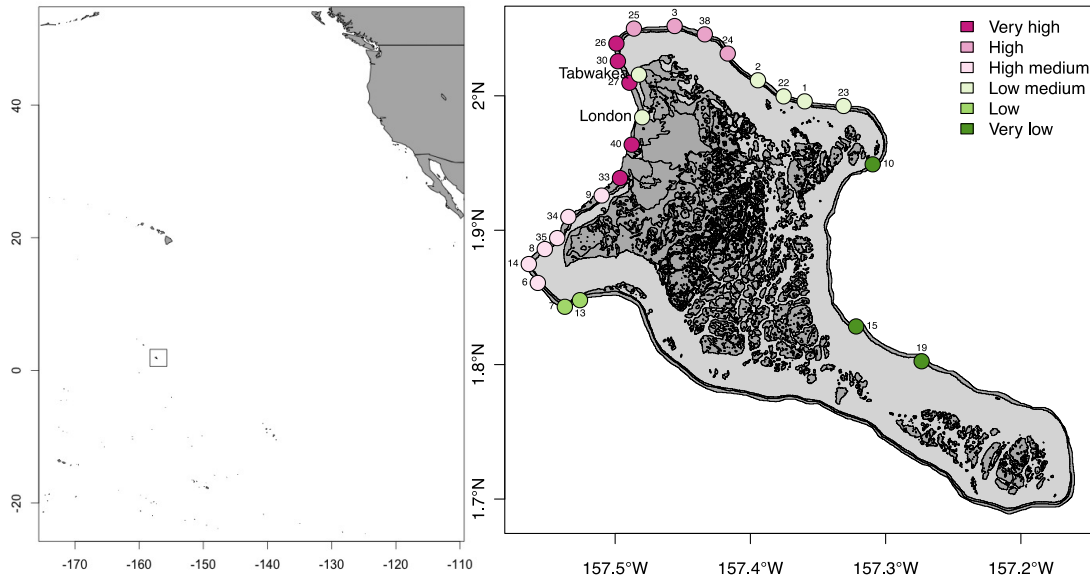 40
20
0
-20
-170
-160
-150
-140
-130
-120
-110
2°N
1.9°N
1.8°N
1.7°N
157.5°W
157.4°W
157.3°W
157.2°W
Very high
High
High medium
Low medium
Low
Very low
25
3
38
24
26
30
Tabwakea
27
2
22
1
23
London
40
10
33
9
34
35
8
14
6
7
13
15
19